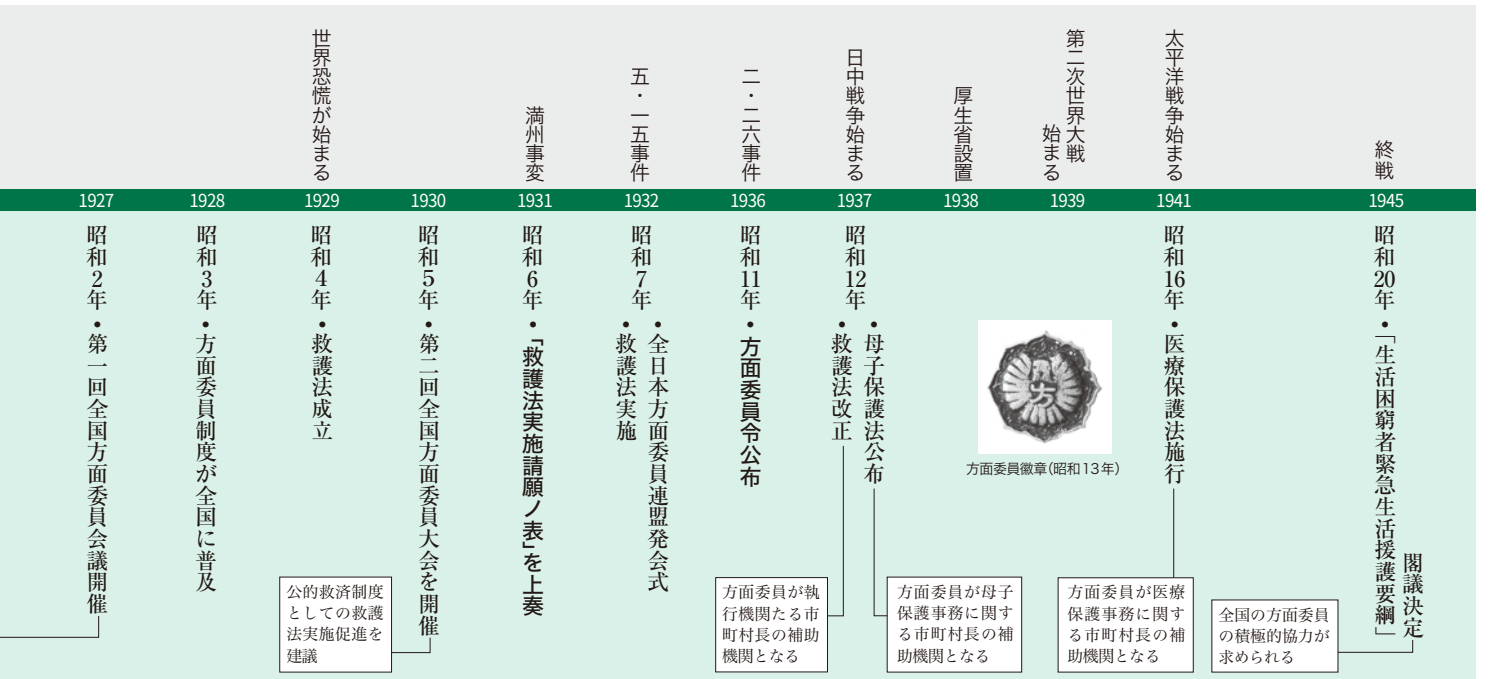 世界恐慌が始まる
満州事変
五・一五事件
二・二六事件
日中戦争始まる
厚生省設置
第二次世界大戦
始まる
太平洋戦争始まる
終戦
1927
1928
1929
1930
1931
1932
1936
1937
1938
1939
1941
1945
昭和2年・第一回全国方面委員会議開催
昭和3年・方面委員制度が全国に普及
昭和4年・救護法成立
昭和5年・第二回全国方面委員大会を開催
公的救済制度
としての救護
法実施促進を
建議
昭和6年・「救護法実施請願ノ表」を上奏
昭和7年
・全日本方面委員連盟発会式
・救護法実施
昭和11年・方面委員令公布
昭和12年
・母子保護法公布
・救護法改正
方面委員が執
行機関たる市
町村長の補助
機関となる
方面委員が母子
保護事務に関す
る市町村長の補
助機関となる
方
方面委員徽章(昭和13年)
昭和16年・医療保護法施行
方面委員が医療
保護事務に関す
る市町村長の補
助機関となる
昭和20年・「生活困窮者緊急生活援護要綱」
閣議決定
全国の方面委員
の積極的協力が
求められる